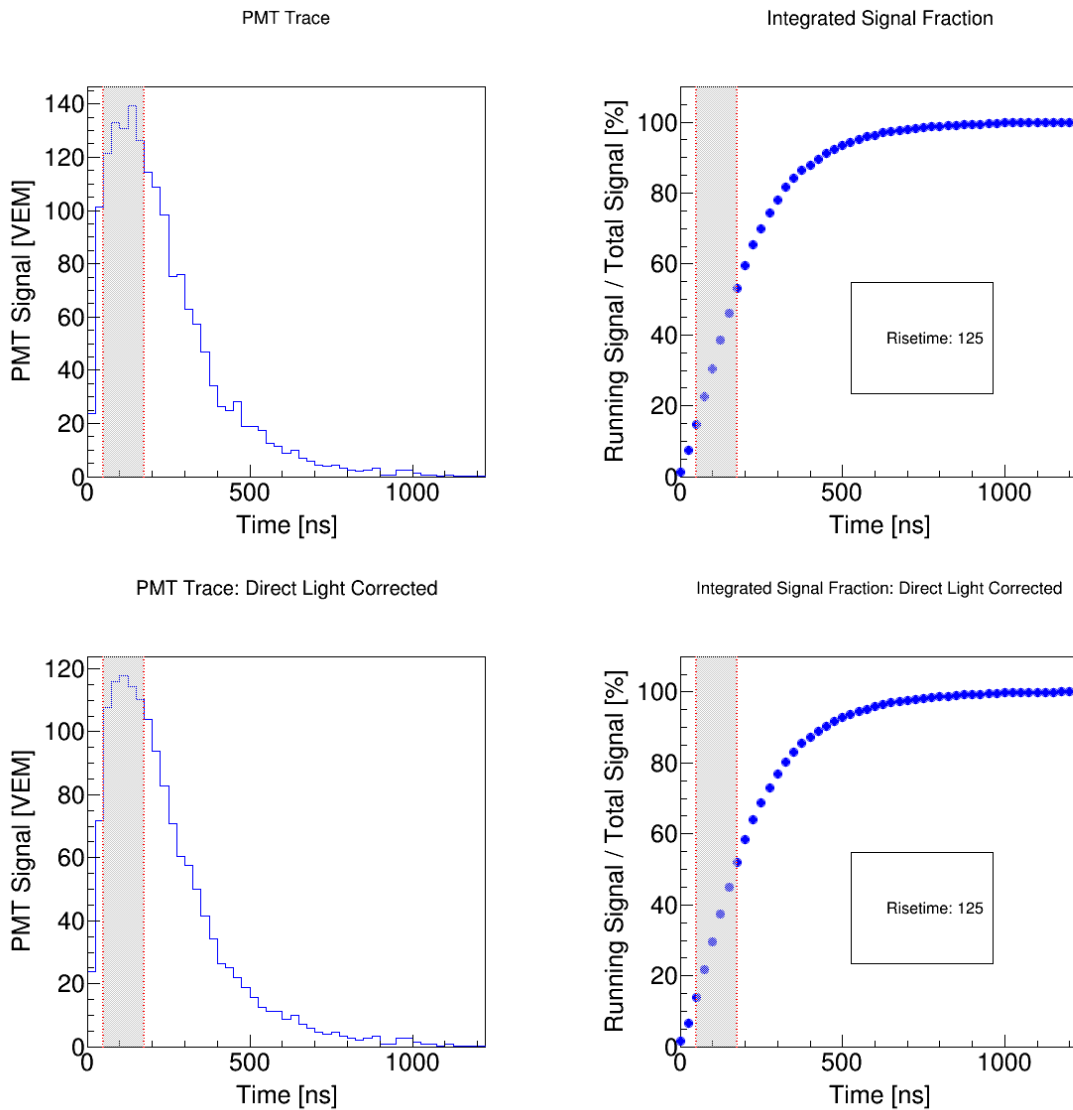 PMT Trace
PMT Signal [VEM]
140
120
100
80
60
40
20
0
0 500 1000
Time [ns]
Integrated Signal Fraction
Running Signal / Total Signal [%]
100
80
60
40
20
0
Risetime: 125
0 500 1000
Time [ns]
PMT Trace: Direct Light Corrected
PMT Signal [VEM]
120
100
80
60
40
20
0
0 500 1000
Time [ns]
Integrated Signal Fraction: Direct Light Corrected
Running Signal / Total Signal [%]
100
80
60
40
20
0
Risetime: 125
0 500 1000
Time [ns]